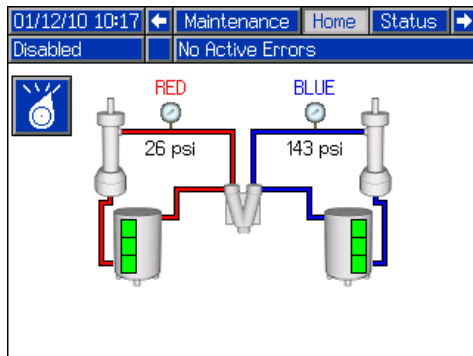 01/12/10 10:17 Maintenance Home Status
Disabled No Active Errors
RED BLUE
26 psi 143 psi